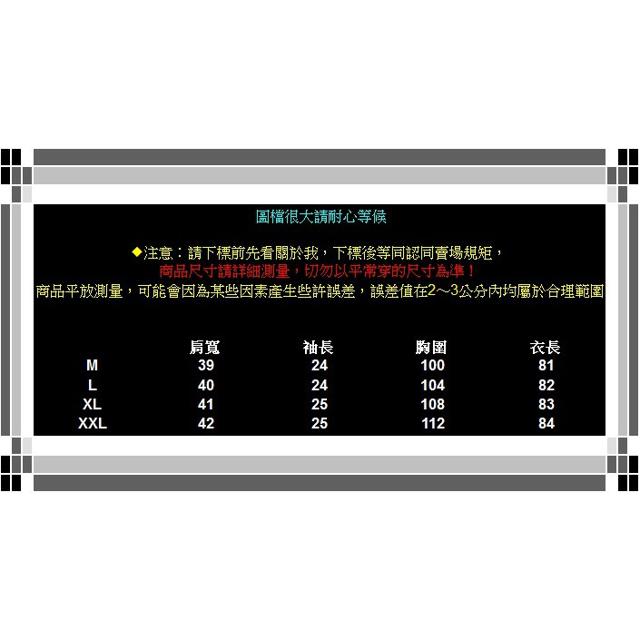 圖檔很大請耐心等候
◆注意：請下標前先看關於我，下標後等同認同賣場規矩，
商品尺寸請詳細測量，切勿以平常穿的尺寸為準！
商品平放測量，可能會因為某些因素產生些許誤差，誤差值在2～3公分內均屬於合理範圍
肩寬 袖長 胸圍 衣長
M 39 24 100 81
L 40 24 104 82
XL 41 25 108 83
XXL 42 25 112 84